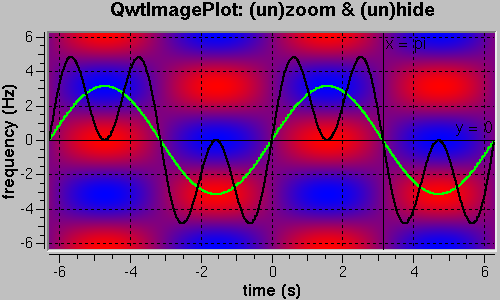 QwtImagePlot: (un)zoom & (un)hide
frequency (Hz)
6
4
2
0
-2
-4
-6
x = pi
y = 0
-6 -4 -2 0 2 4 6
time (s)